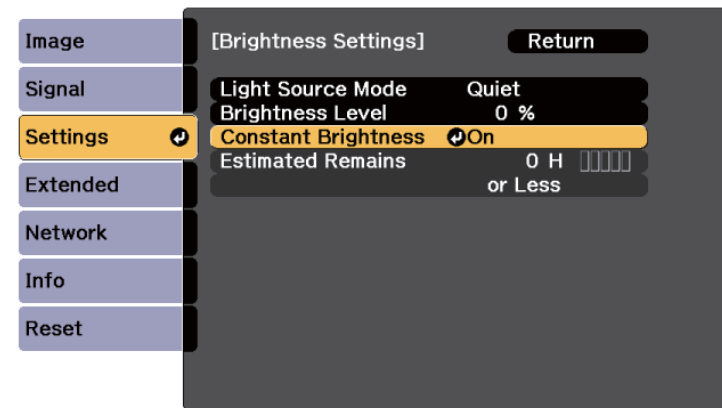 Image
Signal
Settings
Extended
Network
Info
Reset
[Brightness Settings] Return
Light Source Mode Quiet
Brightness Level 0 %
Constant Brightness On
Estimated Remains 0 H
or Less